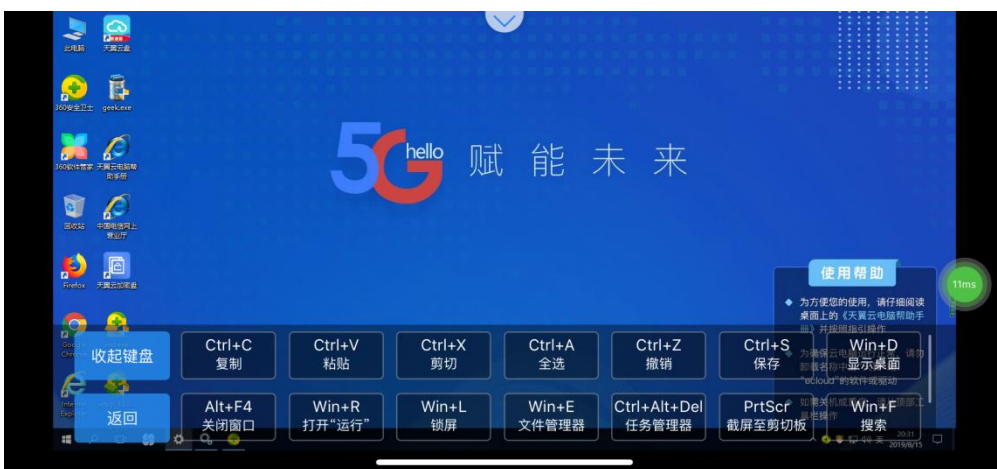 此电脑
天翼云盘
360安全卫士
geek.exe
360软件管家
天翼云电脑帮
助手册
回收站
中国电信网上
营业厅
Firefox
天翼云加密盘
5G
hello
赋能未来
使用帮助
11ms
为方便您的使用，请仔细阅读
桌面上的《天翼云电脑帮助手
册》并按照指引操作
收起键盘
Ctrl+C
复制
Ctrl+V
粘贴
Ctrl+X
剪切
Ctrl+A
全选
Ctrl+Z
撤销
Ctrl+S
保存
Win+D
显示桌面
"ecloud"的软件或驱动
返回
Alt+F4
关闭窗口
Win+R
打开“运行”
Win+L
锁屏
Win+E
文件管理器
Ctrl+Alt+Del
任务管理器
PrtScr
截屏至剪切板
Win+F
搜索
20:31
2019/8/15